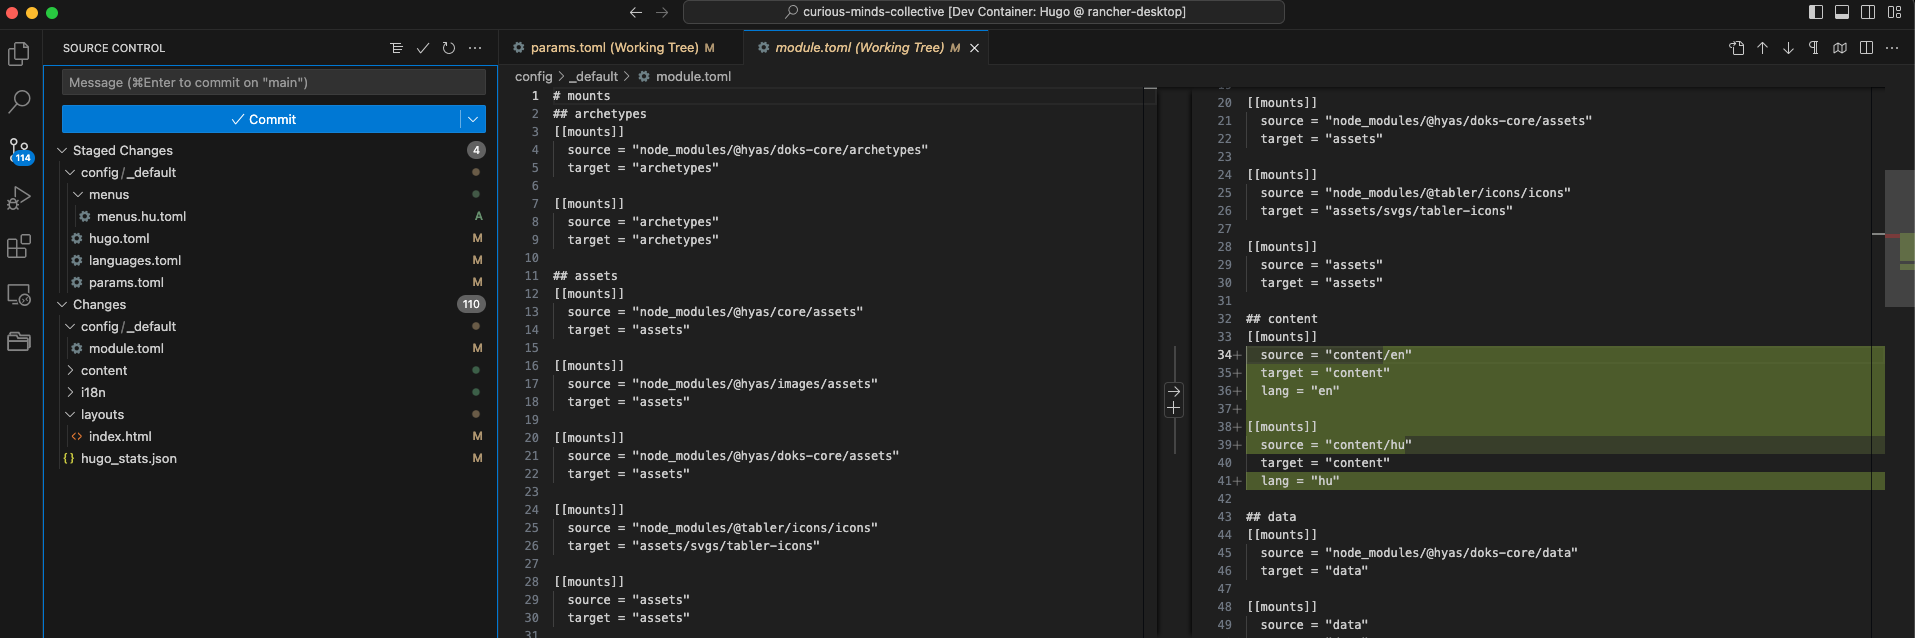 curious-minds-collective [Dev Container: Hugo @ rancher-desktop]
SOURCE CONTROL
Message (⌘Enter to commit on "main")
Commit
Staged Changes 4
config / _default
menus
menus.hu.toml A
hugo.toml M
languages.toml M
params.toml M
Changes 110
config / _default
module.toml M
content
i18n
layouts
index.html M
hugo_stats.json M
114
params.toml (Working Tree) M
module.toml (Working Tree) M
config > _default > module.toml
1 # mounts
2 ## archetypes
3 [[mounts]]
4 source = "node_modules/@hyas/doks-core/archetypes"
5 target = "archetypes"
6
7 [[mounts]]
8 source = "archetypes"
9 target = "archetypes"
10
11 ## assets
12 [[mounts]]
13 source = "node_modules/@hyas/core/assets"
14 target = "assets"
15
16 [[mounts]]
17 source = "node_modules/@hyas/images/assets"
18 target = "assets"
19
20 [[mounts]]
21 source = "node_modules/@hyas/doks-core/assets"
22 target = "assets"
23
24 [[mounts]]
25 source = "node_modules/@tabler/icons/icons"
26 target = "assets/svgs/tabler-icons"
27
28 [[mounts]]
29 source = "assets"
30 target = "assets"
31
20 [[mounts]]
21 source = "node_modules/@hyas/doks-core/assets"
22 target = "assets"
23
24 [[mounts]]
25 source = "node_modules/@tabler/icons/icons"
26 target = "assets/svgs/tabler-icons"
27
28 [[mounts]]
29 source = "assets"
30 target = "assets"
31
32 ## content
33 [[mounts]]
34+ source = "content/en"
35+ target = "content"
36+ lang = "en"
37+
38+ [[mounts]]
39+ source = "content/hu"
40 target = "content"
41+ lang = "hu"
42
43 ## data
44 [[mounts]]
45 source = "node_modules/@hyas/doks-core/data"
46 target = "data"
47
48 [[mounts]]
49 source = "data"